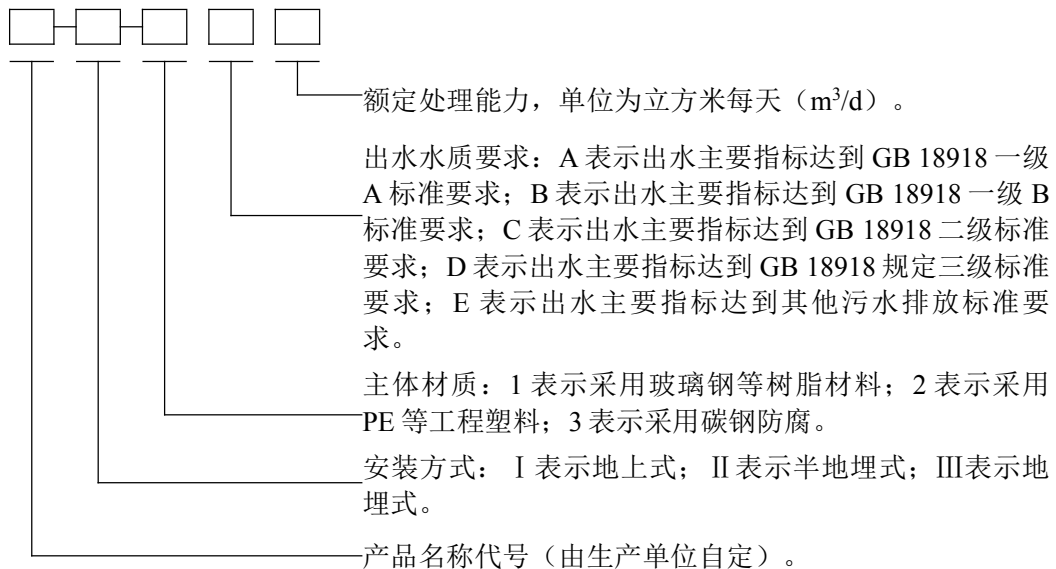 额定处理能力，单位为立方米每天（m³/d）。
出水水质要求：A 表示出水主要指标达到 GB 18918 一级
A 标准要求；B 表示出水主要指标达到 GB 18918 一级 B
标准要求；C 表示出水主要指标达到 GB 18918 二级标准
要求；D 表示出水主要指标达到 GB 18918 规定三级标准
要求；E 表示出水主要指标达到其他污水排放标准要
求。
主体材质：1 表示采用玻璃钢等树脂材料；2 表示采用
PE 等工程塑料；3 表示采用碳钢防腐。
安装方式：Ⅰ表示地上式；Ⅱ表示半地埋式；Ⅲ表示地
埋式。
产品名称代号（由生产单位自定）。